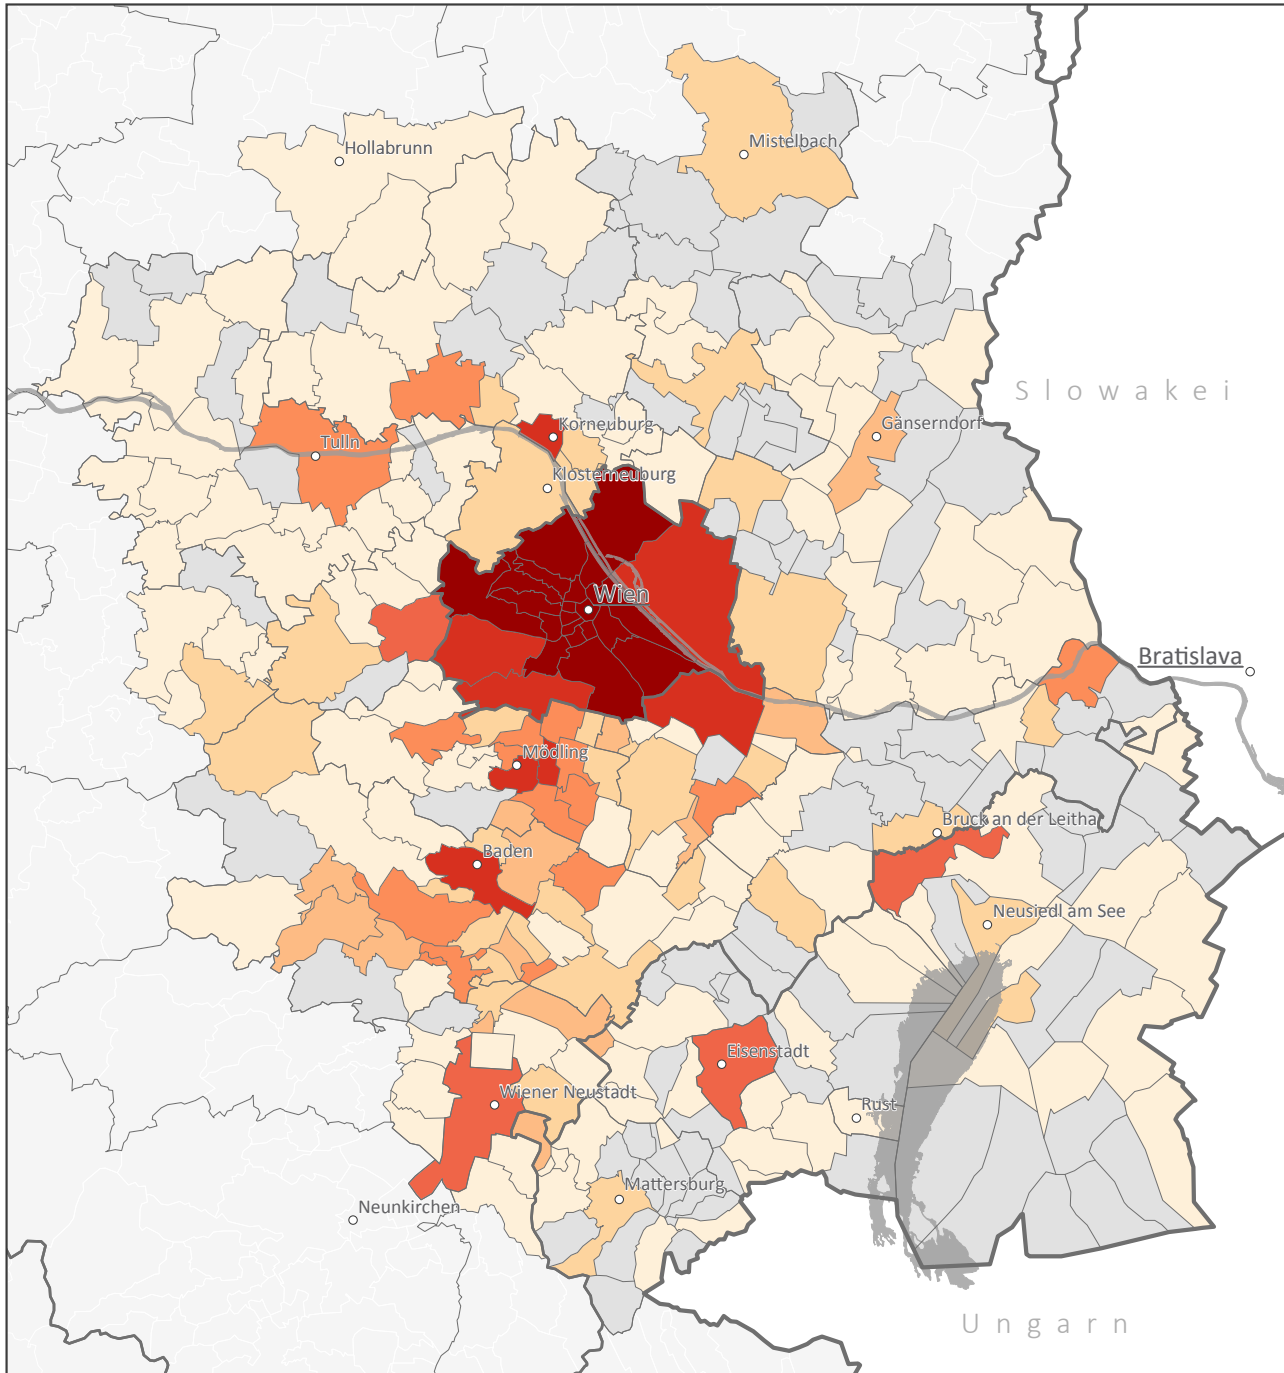 Mistelbach
Hollabrunn
Slowakei
Korneuburg
Gänserndorf
Tulln
Klosterneuburg
Wien
Bratislava
Mödling
Bruck an der Leitha
Baden
Neusiedl am See
Eisenstadt
Wiener Neustadt
Rust
Mattersburg
Neunkirchen
Ungarn